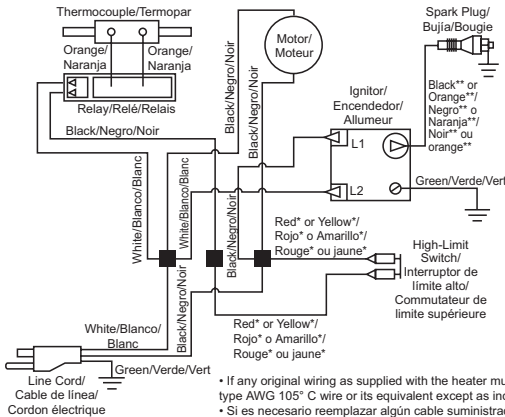 Thermocouple/Termopar
Orange/
Naranja
Orange/
Naranja
Relay/Relé/Relais
Black/Negro/Noir
Black/Negro/Noir
Black/Negro/Noir
Motor/
Moteur
Spark Plug/
Bujía/Bougie
Ignitor/
Encendedor/
Allumeur
L1
L2
Black** or
Orange**/
Negro** o
Naranja**/
Noir** ou
orange**
Green/Verde/Vert
White/Blanco/Blanc
White/Blanco/Blanc
Black/Negro/Noir
Red* or Yellow*/
Rojo* o Amarillo*/
Rouge* ou jaune*
High-Limit
Switch/
Interruptor de
límite alto/
Commutateur de
limite supérieure
Black/Negro/Noir
White/Blanco/
Blanc
Red* or Yellow*/
Rojo* o Amarillo*/
Rouge* ou jaune*
Green/Verde/Vert
Line Cord/
Cable de línea/
Cordon électrique
• If any original wiring as supplied with the heater mu
type AWG 105° C wire or its equivalent except as in
• Si es necesario reemplazar algún cable suministra